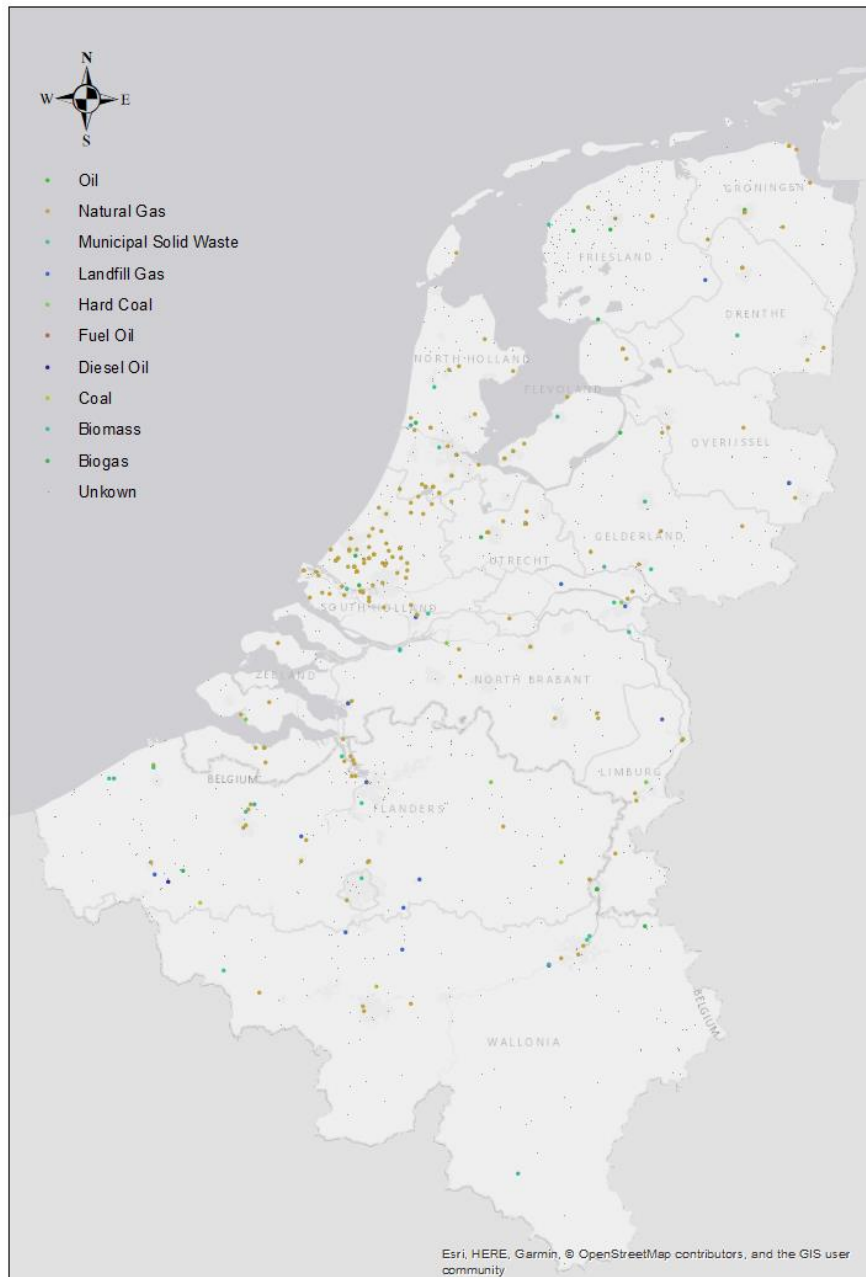 N
W E
S
Oil
Natural Gas
Municipal Solid Waste
Landfill Gas
Hard Coal
Fuel Oil
Diesel Oil
Coal
Biomass
Biogas
Unkown
GRONINGEN
FRIESLAND
DRENTHE
NORTH HOLLAND
FLEVOLAND
OVERIJSSEL
GELDERLAND
UTRECHT
SOUTH HOLLAND
ZEELAND
NORTH BRABANT
LIMBURG
BELGIUM
FLANDERS
BELGIUM
WALLONIA
Esri, HERE, Garmin, © OpenStreetMap contributors, and the GIS user
community